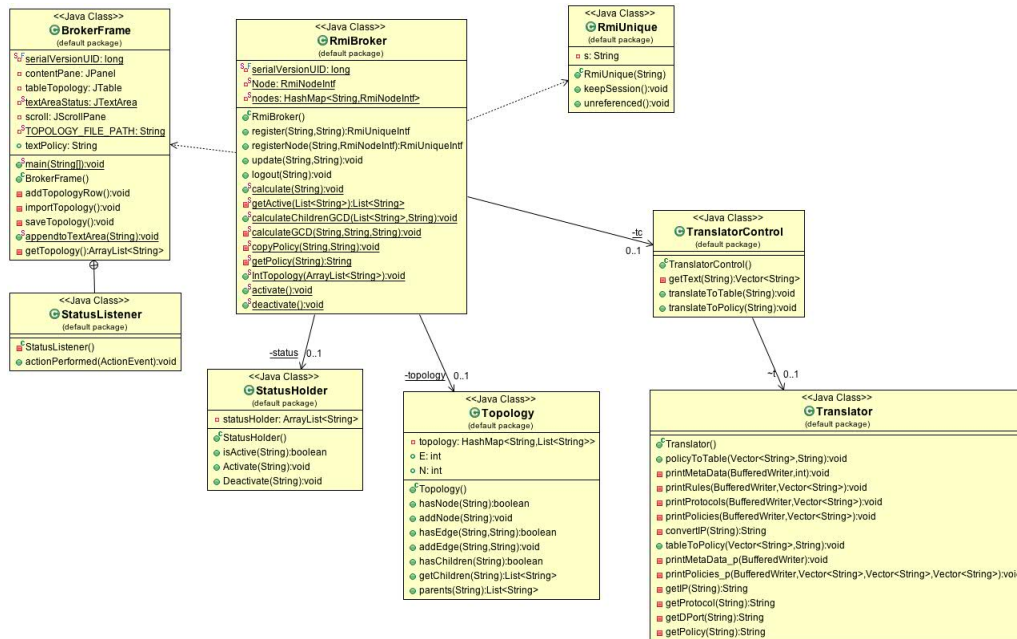 <<Java Class>>
BrokerFrame
(default package)
serialVersionUID: long
contentPane: JPanel
tableTopology: JTable
textAreaStatus: JTextArea
scroll: JScrollPane
TOPOLOGY_FILE_PATH: String
textPolicy: String
main(String[]):void
BrokerFrame()
addTopologyRow():void
importTopology():void
saveTopology():void
appendtoTextArea(String):void
getTopology():ArrayList<String>
<<Java Class>>
StatusListener
(default package)
StatusListener()
actionPerformed(ActionEvent):void
<<Java Class>>
RmiBroker
(default package)
serialVersionUID: long
Node: RmiNodeIntf
nodes: HashMap<String,RmiNodeIntf>
RmiBroker()
register(String,String):RmiUniqueIntf
registerNode(String,RmiNodeIntf):RmiUniqueIntf
update(String,String):void
logout(String):void
calculate(String):void
getActive(List<String>):List<String>
calculateChildrenGCD(List<String>,String):void
calculateGCD(String,String,String):void
copyPolicy(String,String):void
getPolicy(String):String
IntTopology(ArrayList<String>):void
activate():void
deactivate():void
<<Java Class>>
RmiUnique
(default package)
s: String
RmiUnique(String)
keepSession():void
unreferenced():void
-tc
0..1
<<Java Class>>
TranslatorControl
(default package)
TranslatorControl()
getText(String):Vector<String>
translateToTable(String):void
translateToPolicy(String):void
-status 0..1
<<Java Class>>
StatusHolder
(default package)
statusHolder: ArrayList<String>
StatusHolder()
isActive(String):boolean
Activate(String):void
Deactivate(String):void
-topology 0..1
<<Java Class>>
Topology
(default package)
topology: HashMap<String,List<String>>
E: int
N: int
Topology()
hasNode(String):boolean
addNode(String):void
hasEdge(String,String):boolean
addEdge(String,String):void
hasChildren(String):boolean
getChildren(String):List<String>
parents(String):List<String>
~t 0..1
<<Java Class>>
Translator
(default package)
Translator()
policyToTable(Vector<String>,String):void
printMetaData(BufferedWriter,int):void
printRules(BufferedWriter,Vector<String>):void
printProtocols(BufferedWriter,Vector<String>):void
printPolicies(BufferedWriter,Vector<String>):void
convertIP(String):String
tableToPolicy(Vector<String>,String):void
printMetaData_p(BufferedWriter):void
printPolicies_p(BufferedWriter,Vector<String>,Vector<String>,Vector<String>):void
getIP(String):String
getProtocol(String):String
getDPort(String):String
getPolicy(String):String